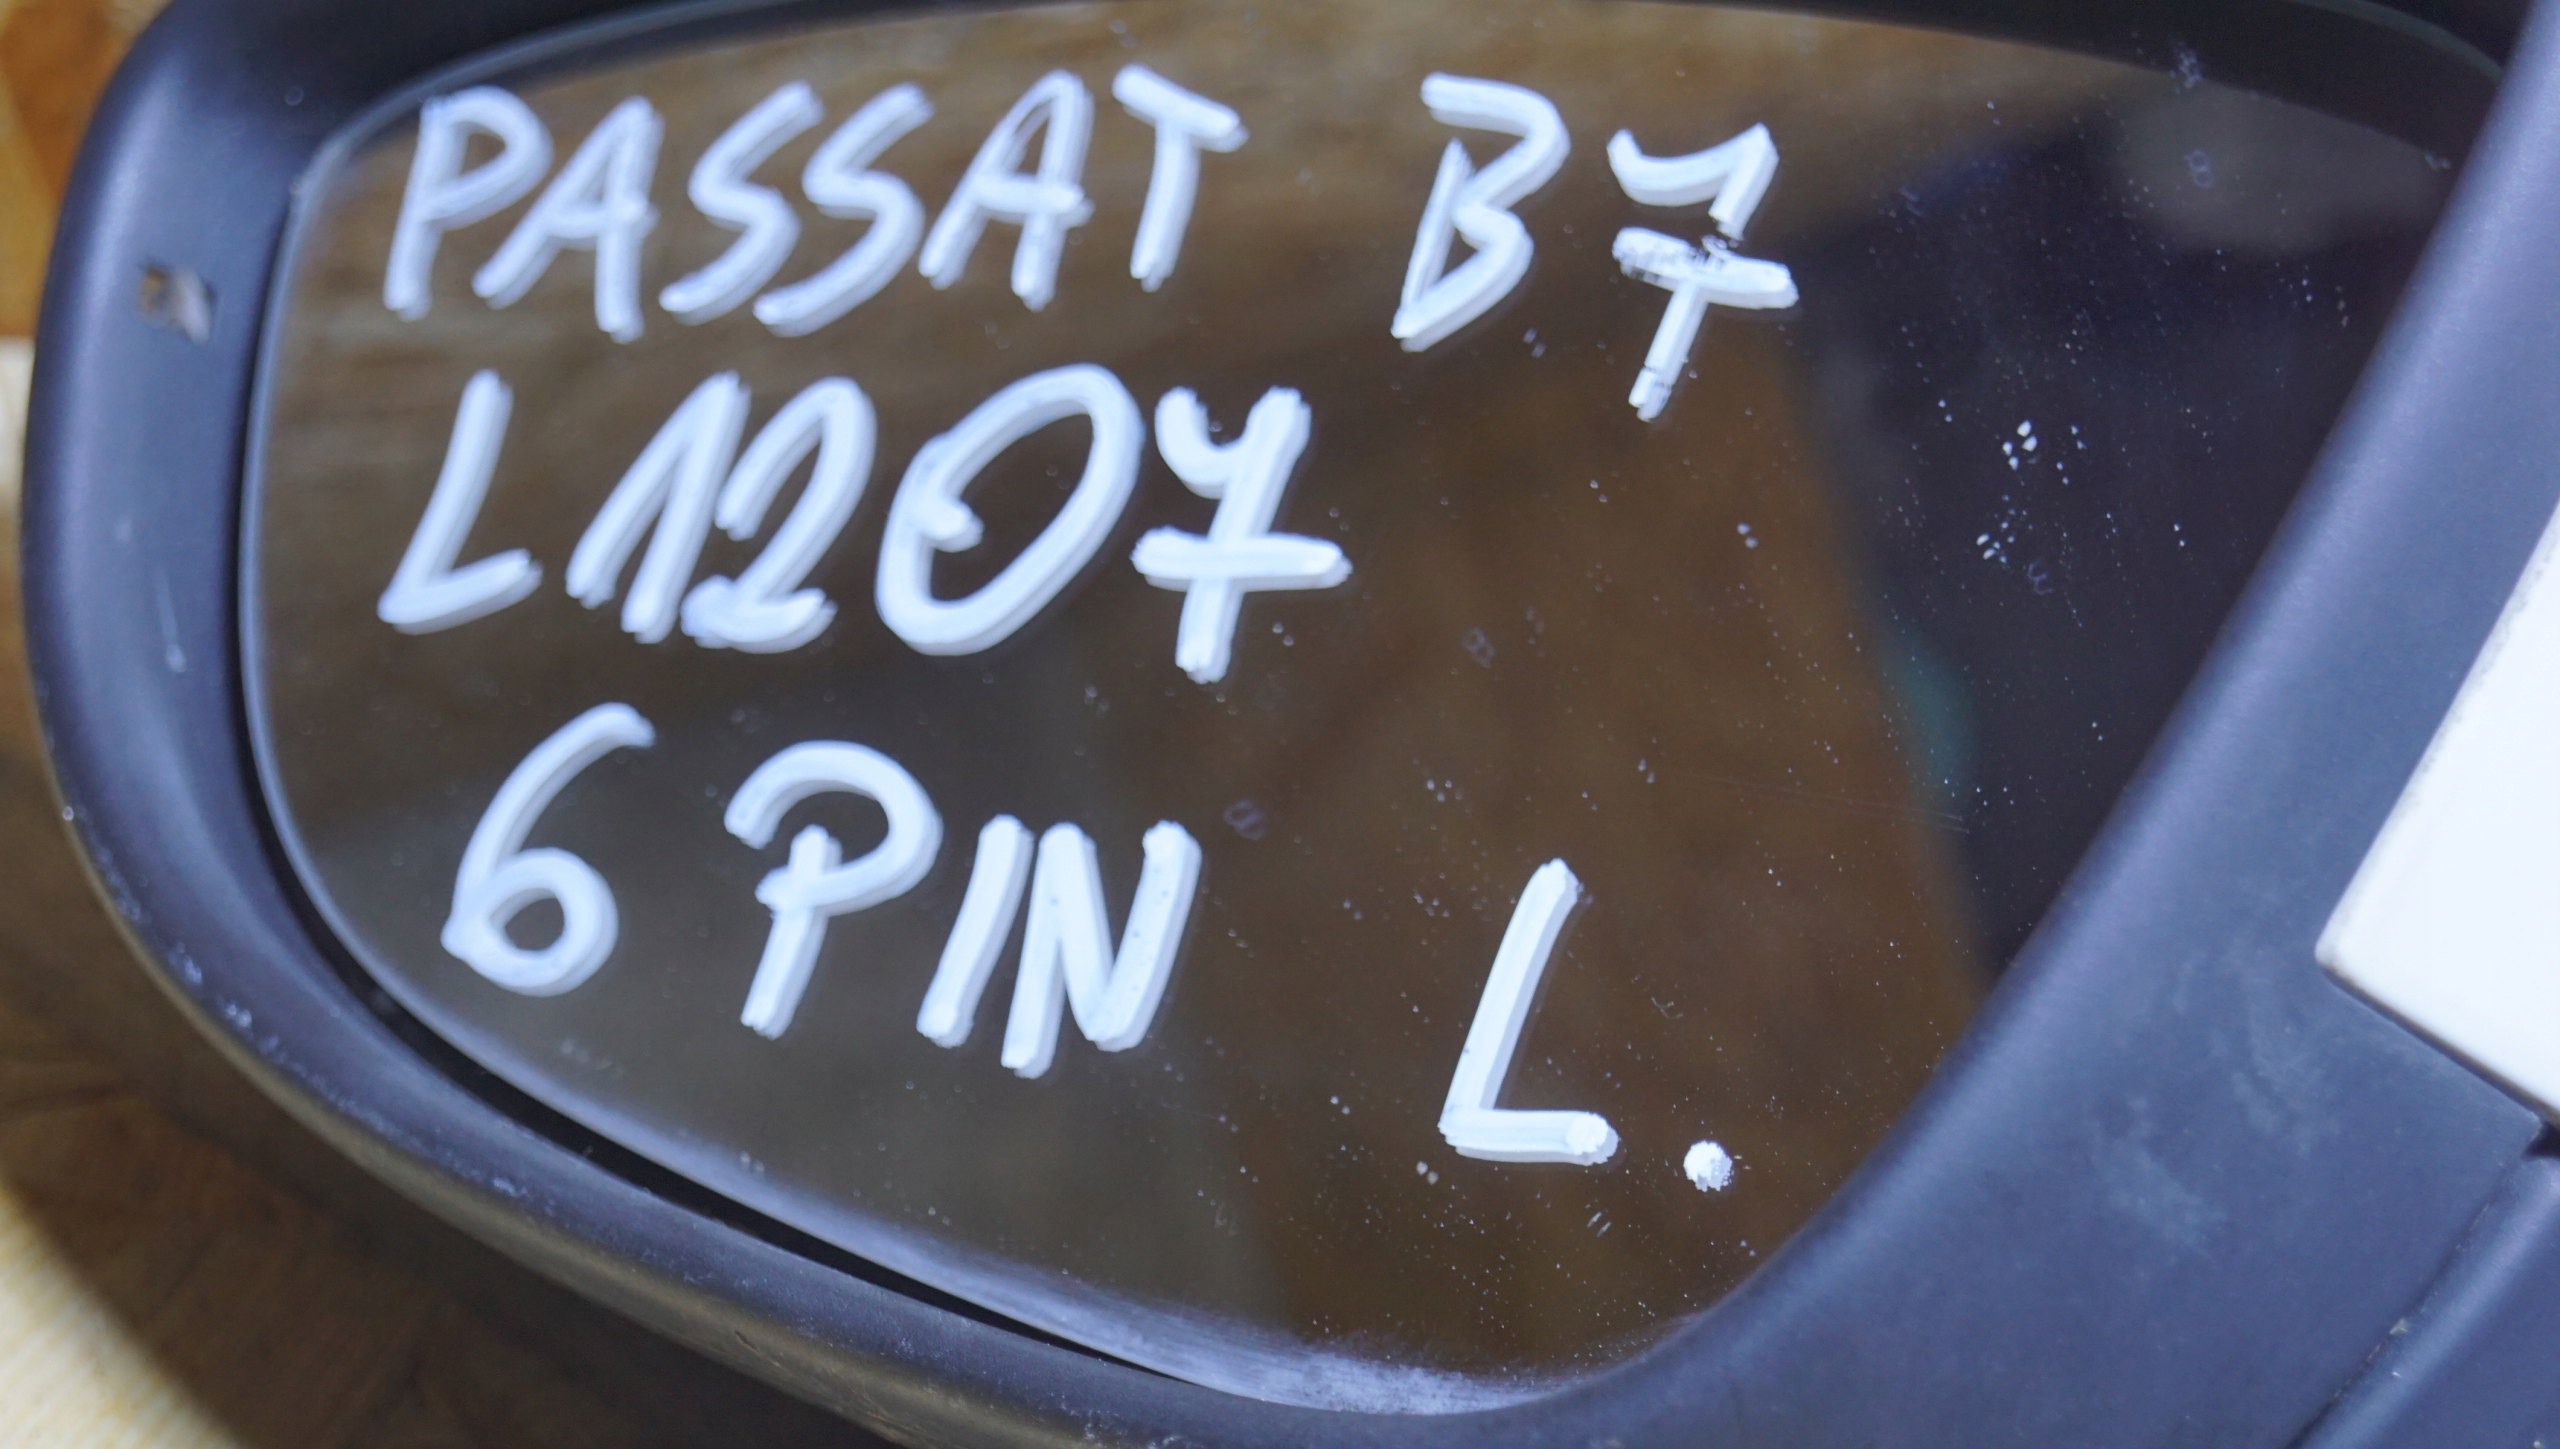 PASSAT B7
L1207
6 PIN L.